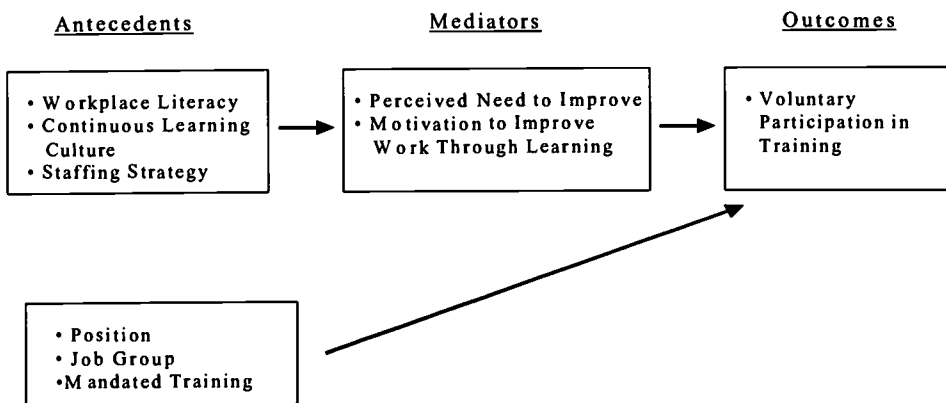 Antecedents
Mediators
Outcomes
• Workplace Literacy
• Continuous Learning
Culture
• Staffing Strategy
• Perceived Need to Improve
• Motivation to Improve
Work Through Learning
• Voluntary
Participation in
Training
• Position
• Job Group
•Mandated Training